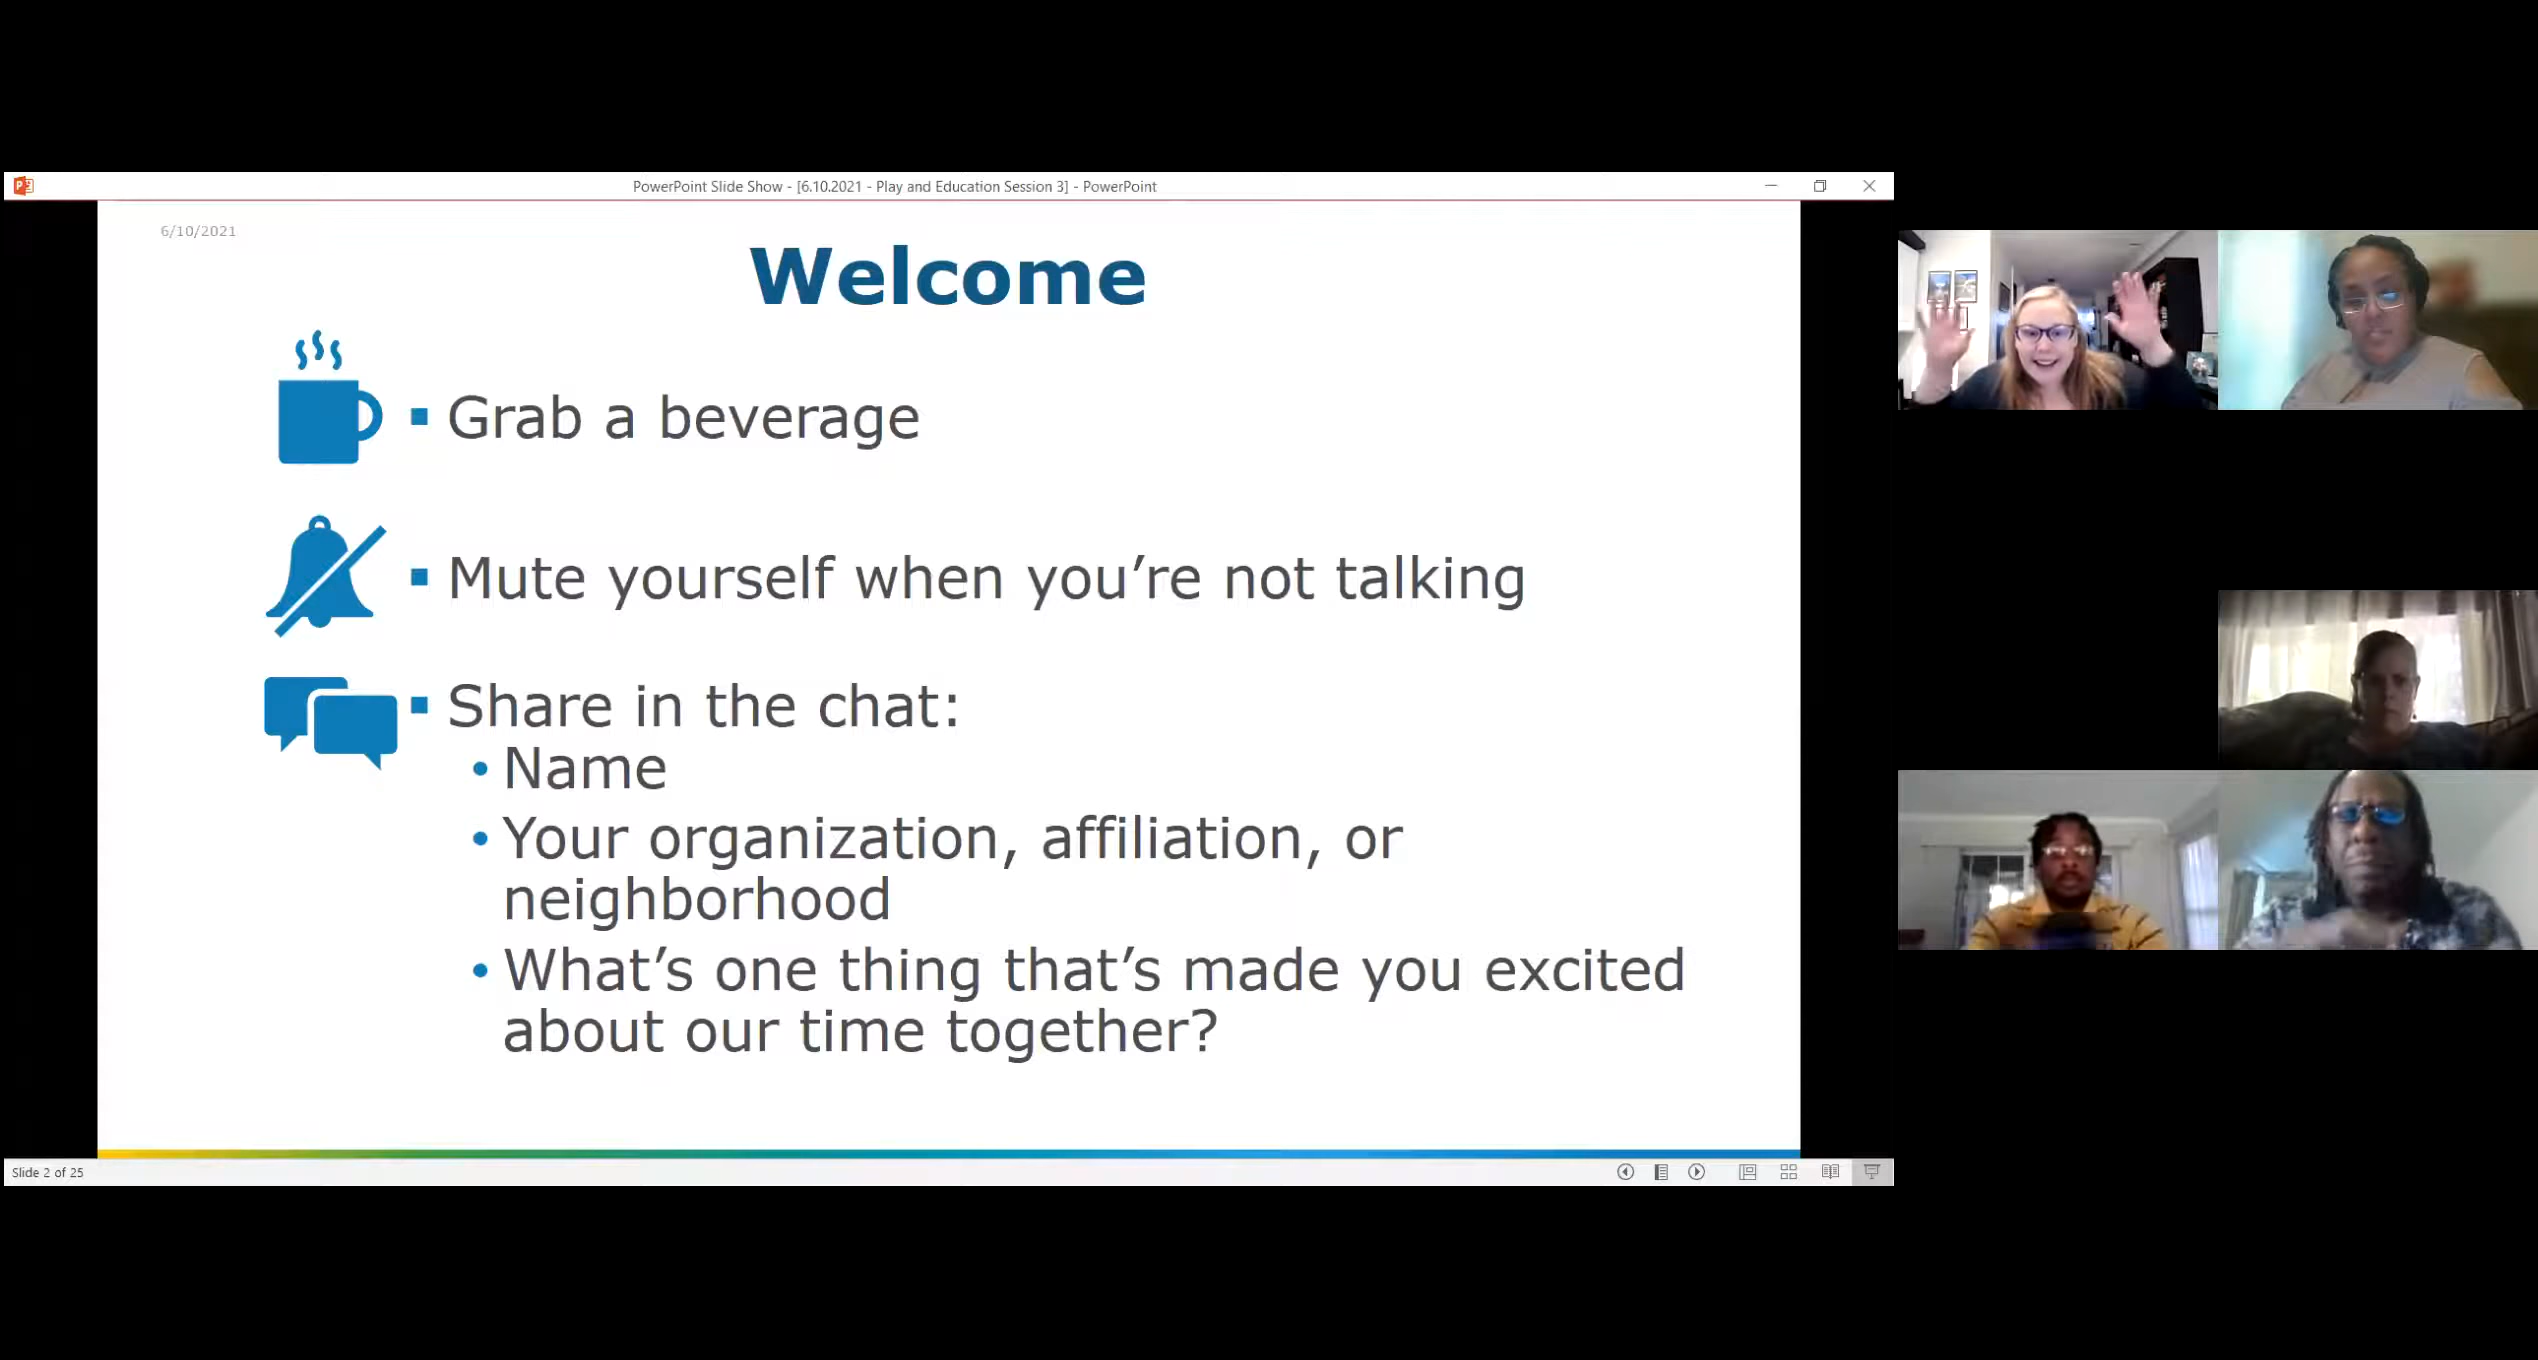 PowerPoint Slide Show - [6.10.2021 - Play and Education Session 3] - PowerPoint
6/10/2021
Welcome
▪ Grab a beverage
▪ Mute yourself when you’re not talking
▪ Share in the chat:
• Name
• Your organization, affiliation, or
neighborhood
• What’s one thing that’s made you excited
about our time together?
Slide 2 of 25